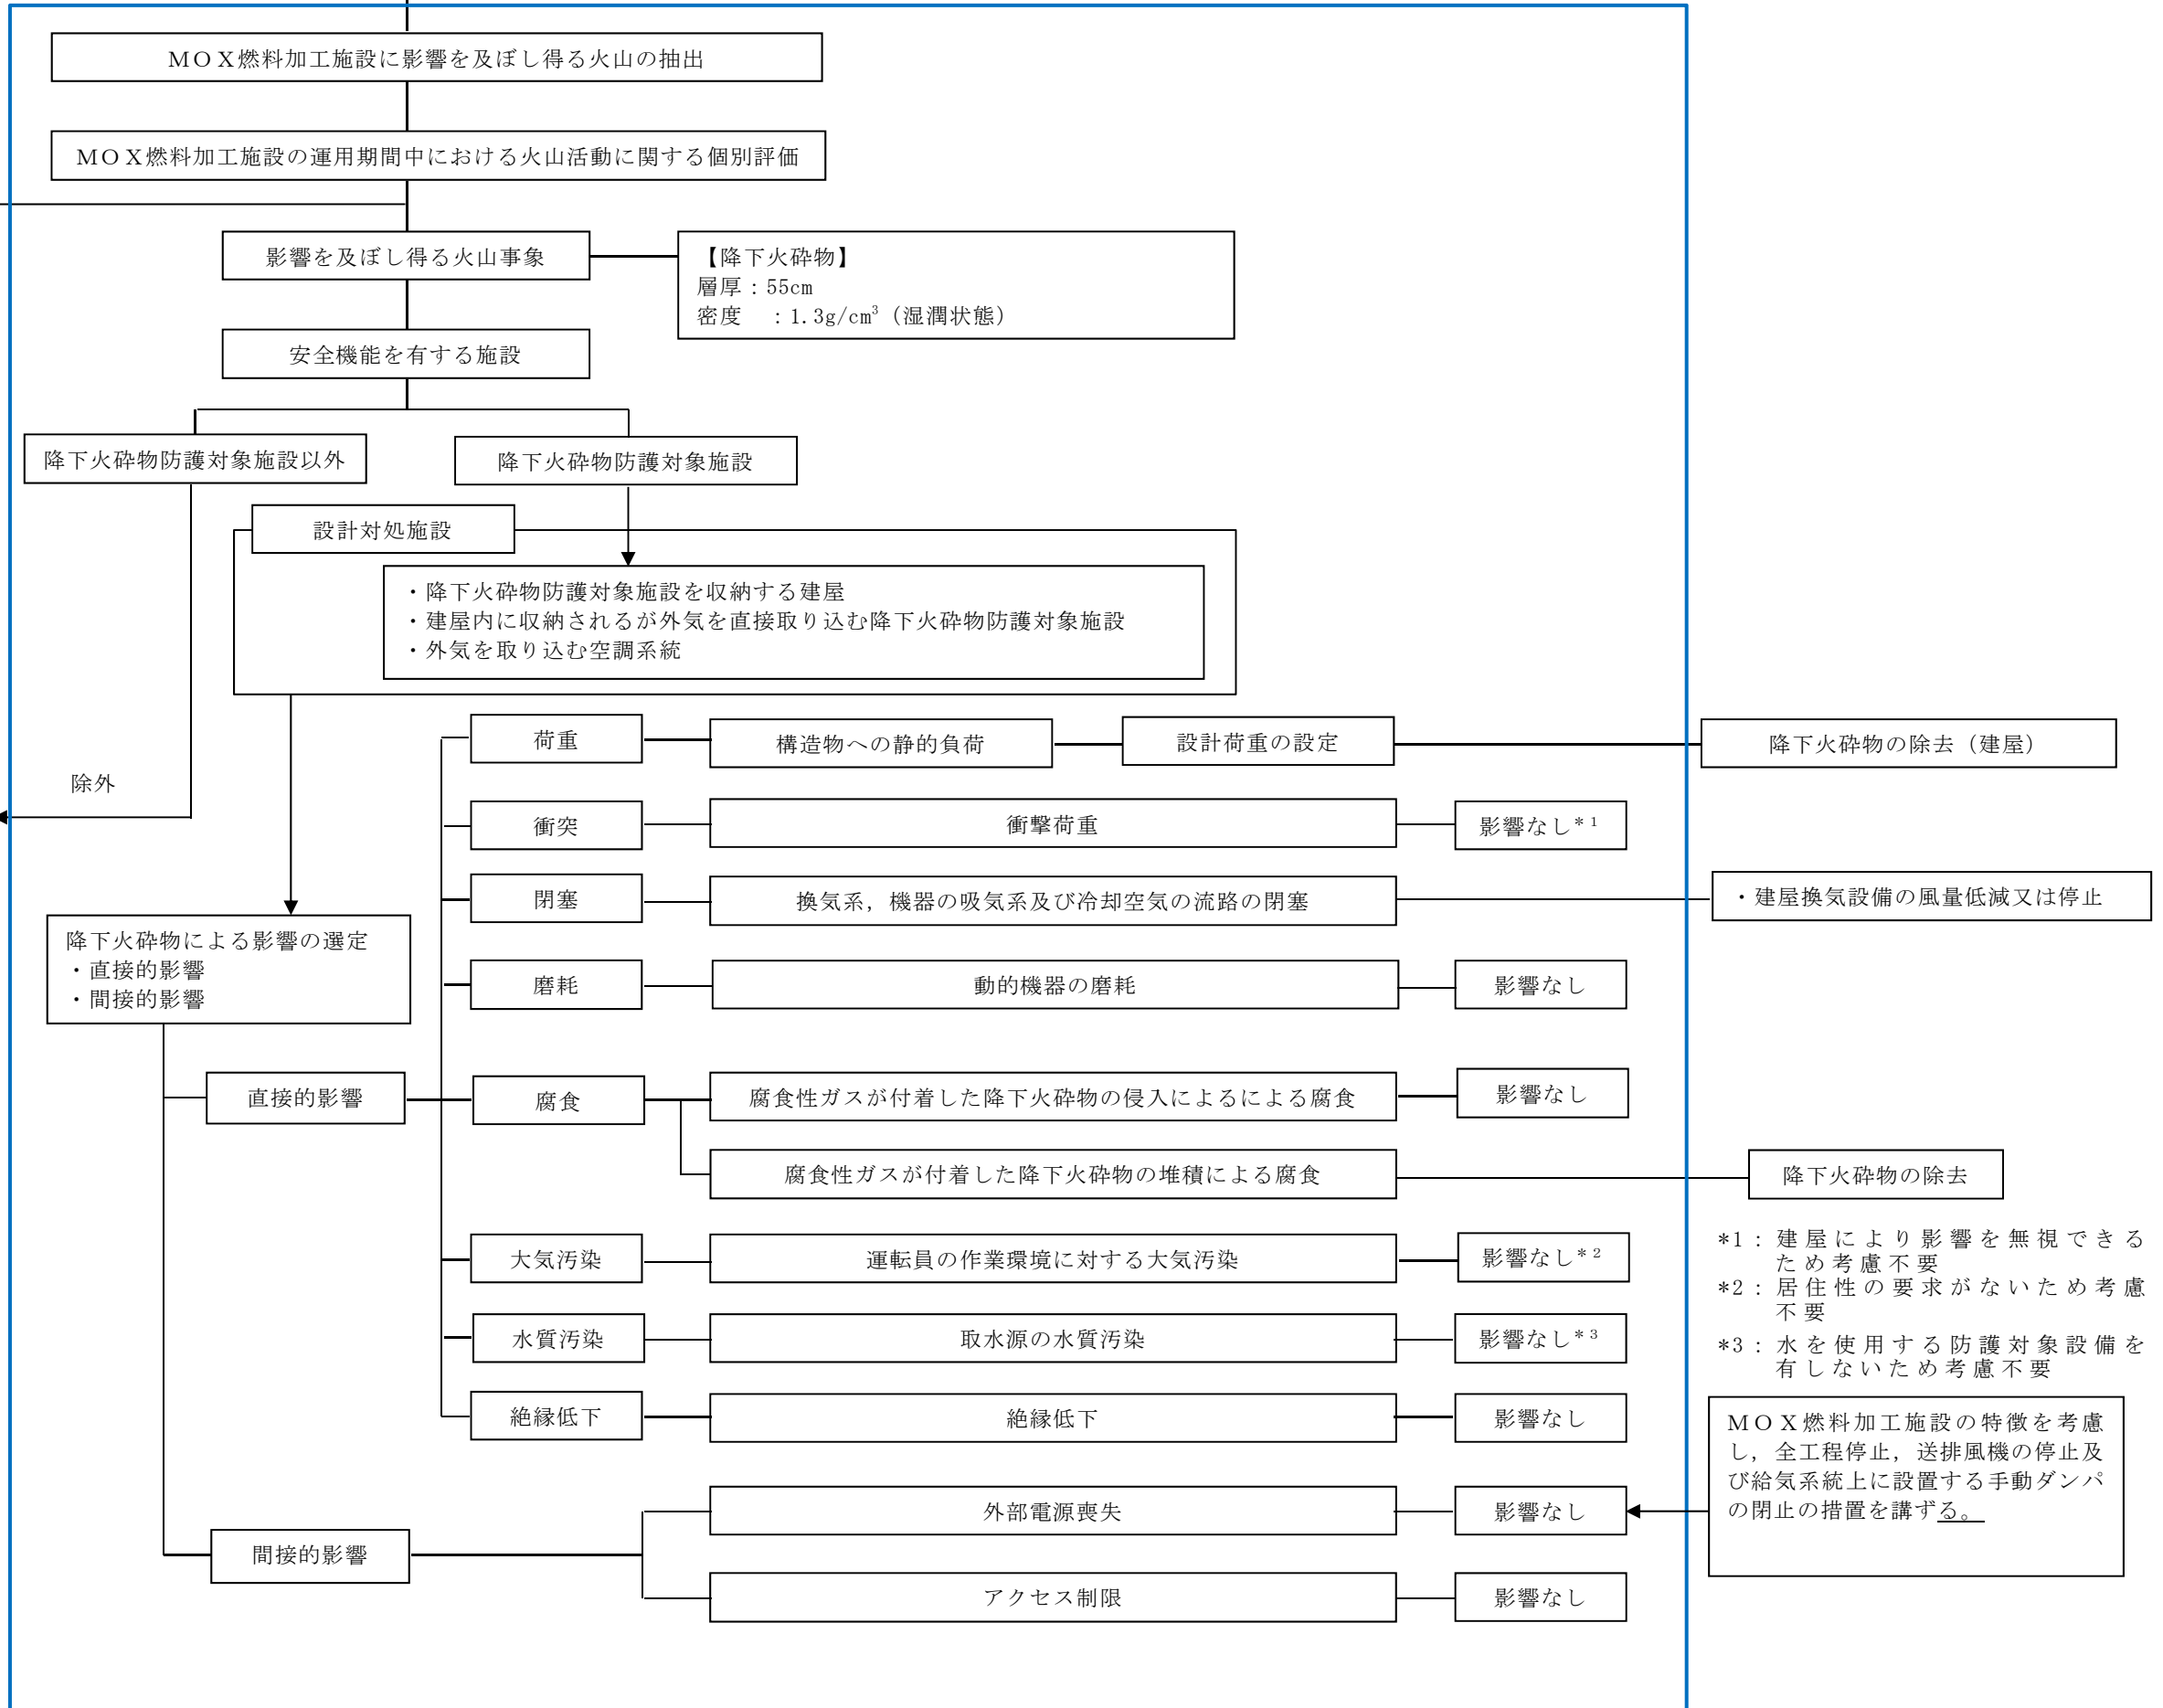 ＭＯＸ燃料加工施設に影響を及ぼし得る火山の抽出
ＭＯＸ燃料加工施設の運用期間中における火山活動に関する個別評価
影響を及ぼし得る火山事象
【降下火砕物】
層厚：55cm
密度　：1.3g/cm³（湿潤状態）
安全機能を有する施設
降下火砕物防護対象施設以外
降下火砕物防護対象施設
設計対処施設
・降下火砕物防護対象施設を収納する建屋
・建屋内に収納されるが外気を直接取り込む降下火砕物防護対象施設
・外気を取り込む空調系統
除外
降下火砕物による影響の選定
・直接的影響
・間接的影響
直接的影響
荷重
構造物への静的負荷
設計荷重の設定
降下火砕物の除去（建屋）
衝突
衝撃荷重
影響なし＊１
閉塞
換気系，機器の吸気系及び冷却空気の流路の閉塞
・建屋換気設備の風量低減又は停止
磨耗
動的機器の磨耗
影響なし
腐食
腐食性ガスが付着した降下火砕物の侵入によるによる腐食
影響なし
腐食性ガスが付着した降下火砕物の堆積による腐食
降下火砕物の除去
大気汚染
運転員の作業環境に対する大気汚染
影響なし＊２
水質汚染
取水源の水質汚染
影響なし＊３
絶縁低下
絶縁低下
影響なし
*1：建屋により影響を無視できる
ため考慮不要
*2：居住性の要求がないため考慮
不要
*3：水を使用する防護対象設備を
有しないため考慮不要
間接的影響
外部電源喪失
影響なし
ＭＯＸ燃料加工施設の特徴を考慮
し，全工程停止，送排風機の停止及
び給気系統上に設置する手動ダンパ
の閉止の措置を講ずる。
アクセス制限
影響なし